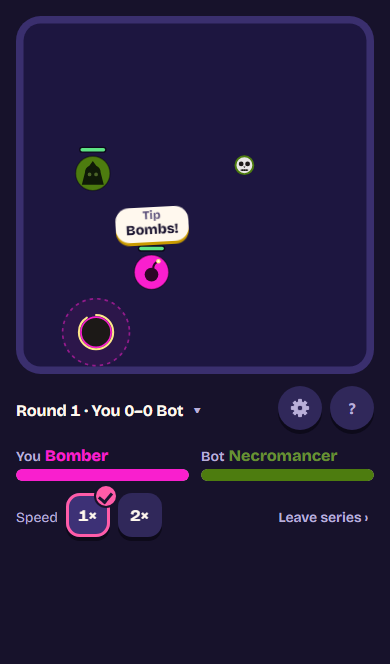 Tip
Bombs!
Round 1 · You 0–0 Bot ▼
?
You Bomber
Bot Necromancer
Speed 1× 2× Leave series ›